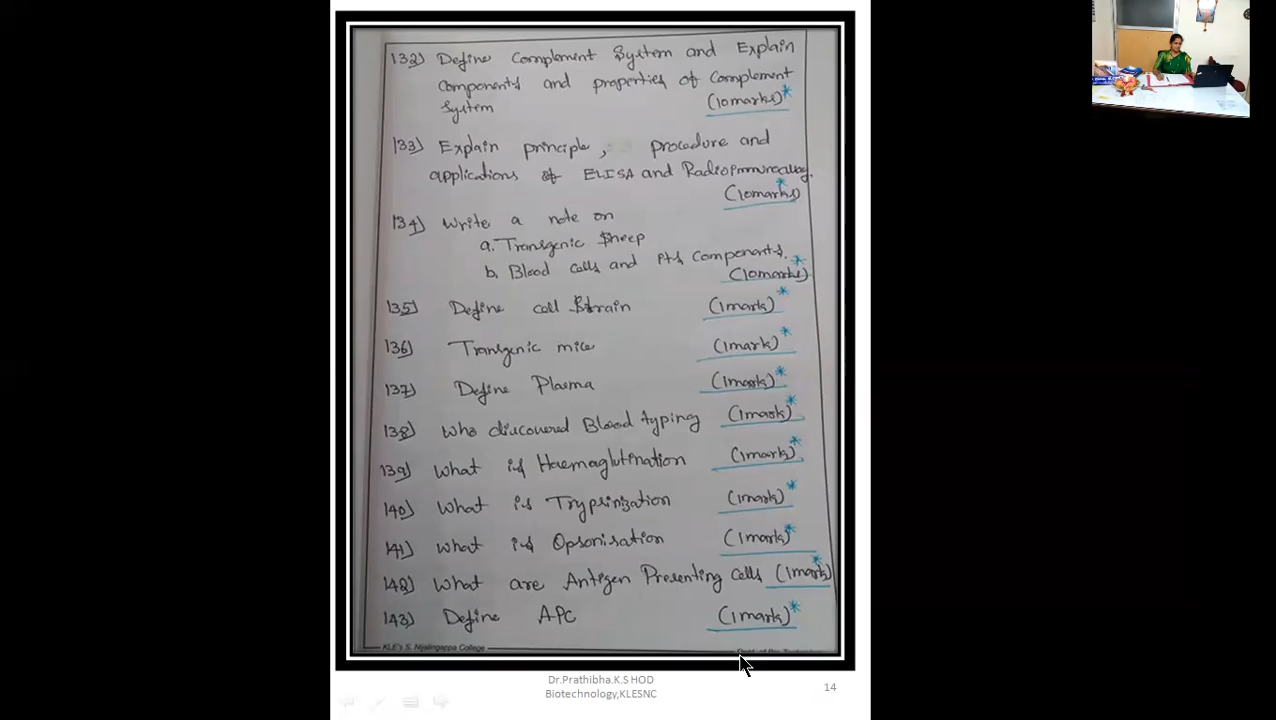 132) Define Complement System and Explain
components and properties of Complement
System (10marks)*
133) Explain principle, procedure and
applications of ELISA and Radioimmunoassay.
(10marks)*
134) Write a note on
a. Transgenic Sheep
b. Blood cells and its Components.
(10marks)*
135) Define cell Strain (1mark)*
136) Transgenic mice (1mark)*
137) Define Plasma (1mark)*
138) Who discovered Blood typing (1mark)*
139) What is Haemaglutination (1mark)*
140) What is Trypsinization (1mark)*
141) What is Opsonisation (1mark)*
142) What are Antigen Presenting Cells (1mark)*
143) Define APC (1mark)*
KLE's S. Nijalingappa College
Dr.Prathibha.K.S HOD
Biotechnology,KLESNC
14